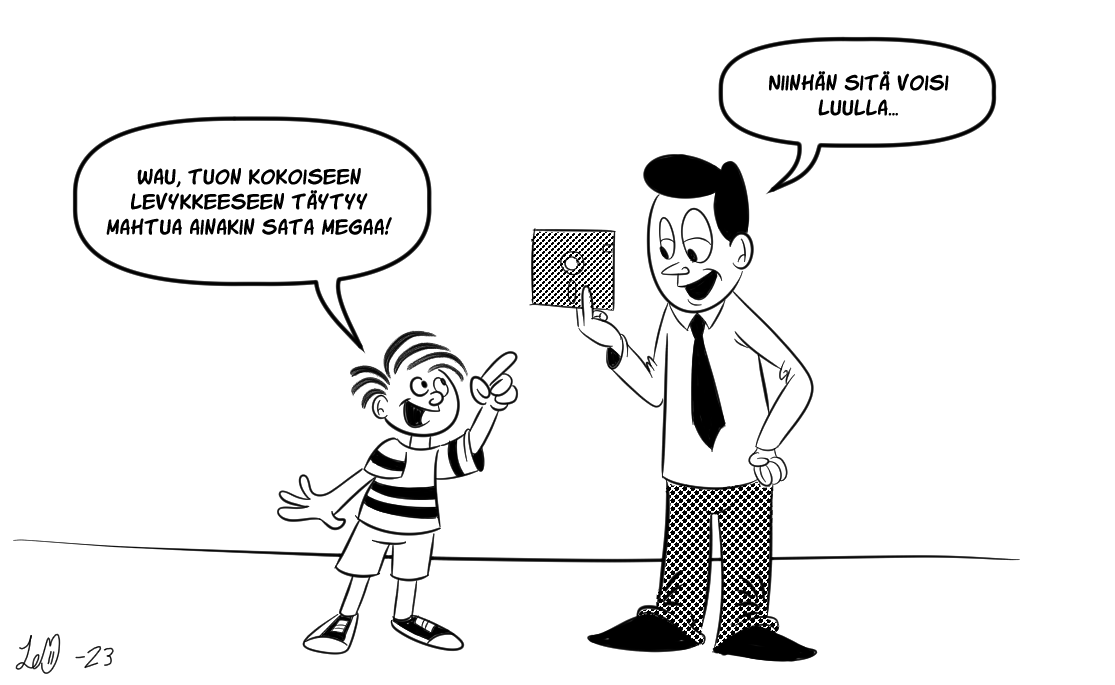 WAU, TUON KOKOISEEN
LEVYKKEESEEN TÄYTYY
MAHTUA AINAKIN SATA MEGAA!
NIINHÄN SITÄ VOISI
LUULLA...
-23